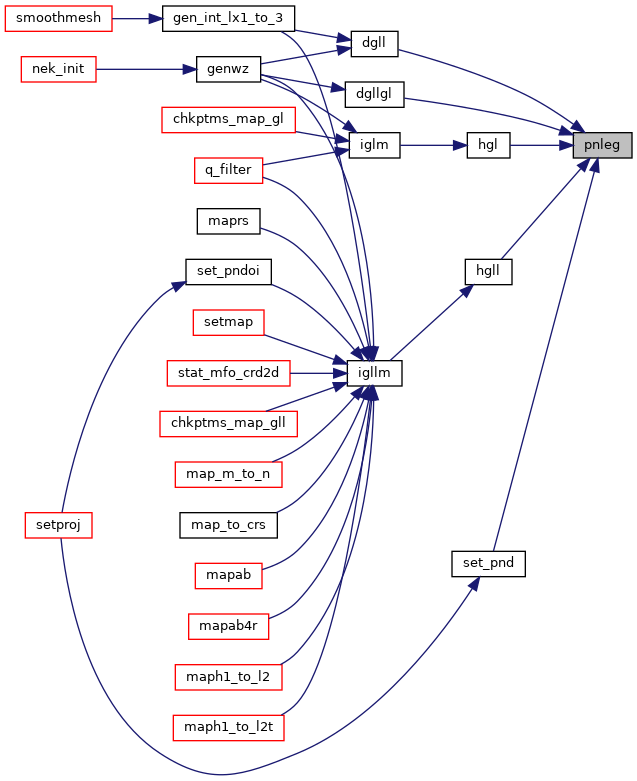 smoothmesh
gen_int_lx1_to_3
dgll
nek_init
genwz
dgllgl
chkptms_map_gl
iglm
hgl
pnleg
q_filter
maprs
set_pndoi
hgll
setmap
stat_mfo_crd2d
igllm
chkptms_map_gll
map_m_to_n
setproj
map_to_crs
set_pnd
mapab
mapab4r
maph1_to_l2
maph1_to_l2t